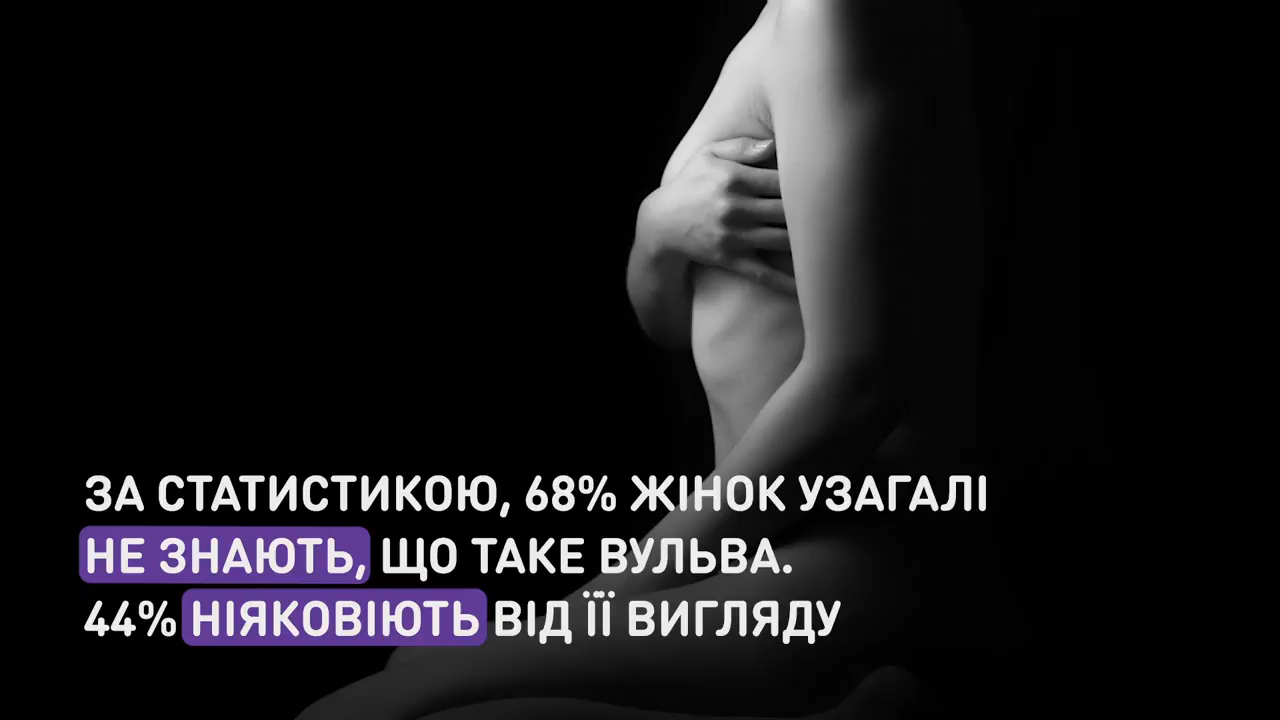 ЗА СТАТИСТИКОЮ, 68% ЖІНОК УЗАГАЛІ
НЕ ЗНАЮТЬ, ЩО ТАКЕ ВУЛЬВА.
44% НІЯКОВІЮТЬ ВІД ЇЇ ВИГЛЯДУ